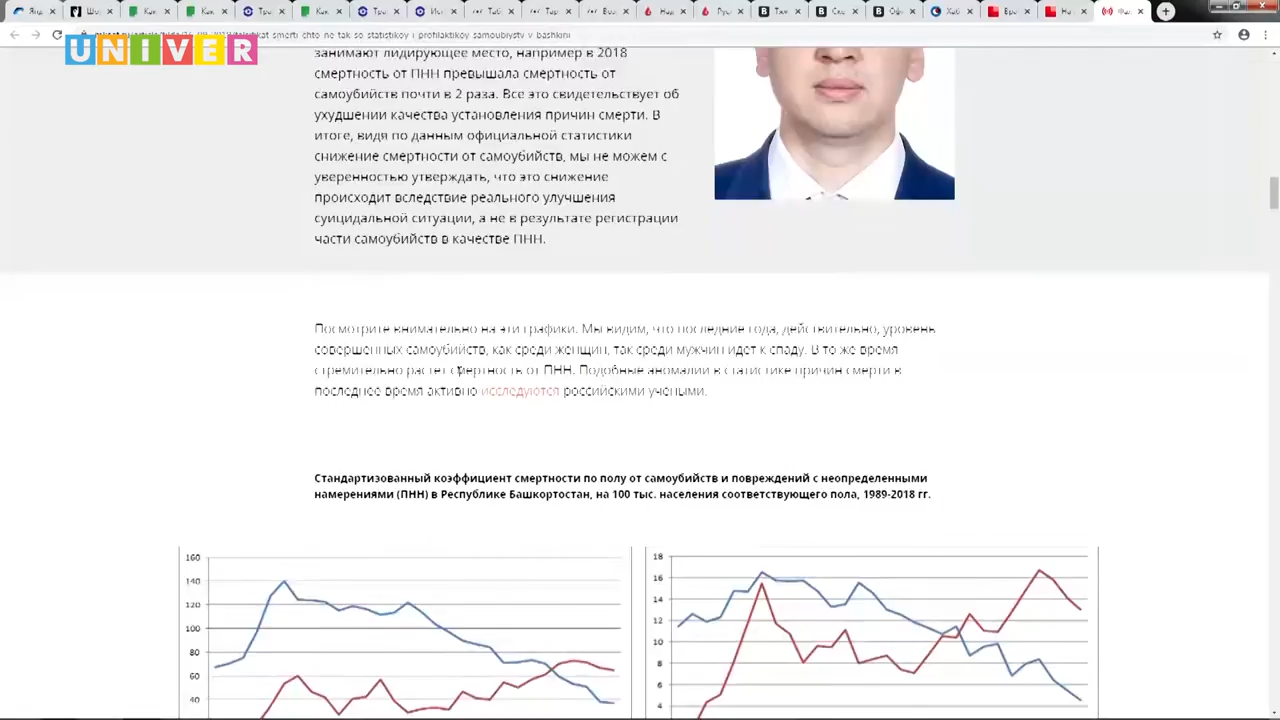 UNIVER
занимают лидирующее место, например в 2018
смертность от ПНН превышала смертность от
самоубийств почти в 2 раза. Все это свидетельствует об
ухудшении качества установления причин смерти. В
итоге, видя по данным официальной статистики
снижение смертности от самоубийств, мы не можем с
уверенностью утверждать, что это снижение
происходит вследствие реального улучшения
суицидальной ситуации, а не в результате регистрации
части самоубийств в качестве ПНН.
Посмотрите внимательно на эти графики. Мы видим, что последние года, действительно, уровень
совершенных самоубийств, как среди женщин, так среди мужчин идет к спаду. В то же время
стремительно растет смертность от ПНН. Подобные аномалии в статистике причин смерти в
последнее время активно исследуются российскими учеными.
Стандартизованный коэффициент смертности по полу от самоубийств и повреждений с неопределенными
намерениями (ПНН) в Республике Башкортостан, на 100 тыс. населения соответствующего пола, 1989-2018 гг.
160
140
120
100
80
60
40
18
16
14
12
10
8
6
4